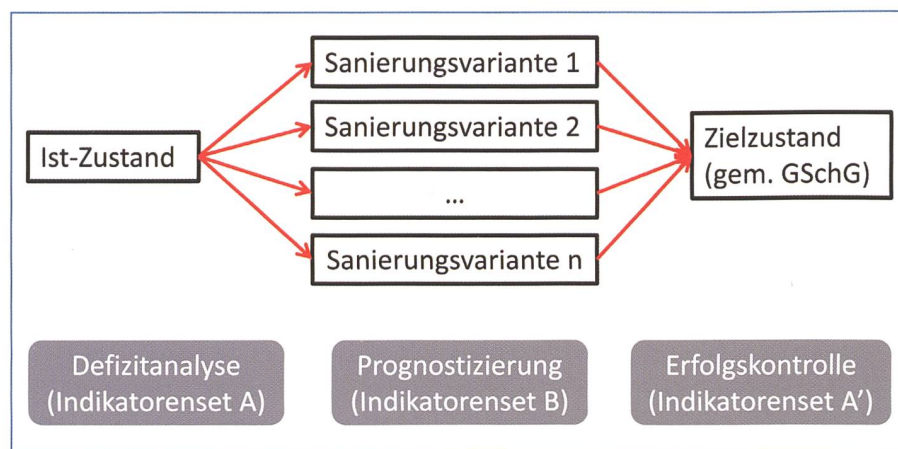 Sanierungsvariante 1
Sanierungsvariante 2
Ist-Zustand
Zielzustand
(gem. GSchG)
...
Sanierungsvariante n
Defizitanalyse
(Indikatorenset A)
Prognostizierung
(Indikatorenset B)
Erfolgskontrolle
(Indikatorenset A’)